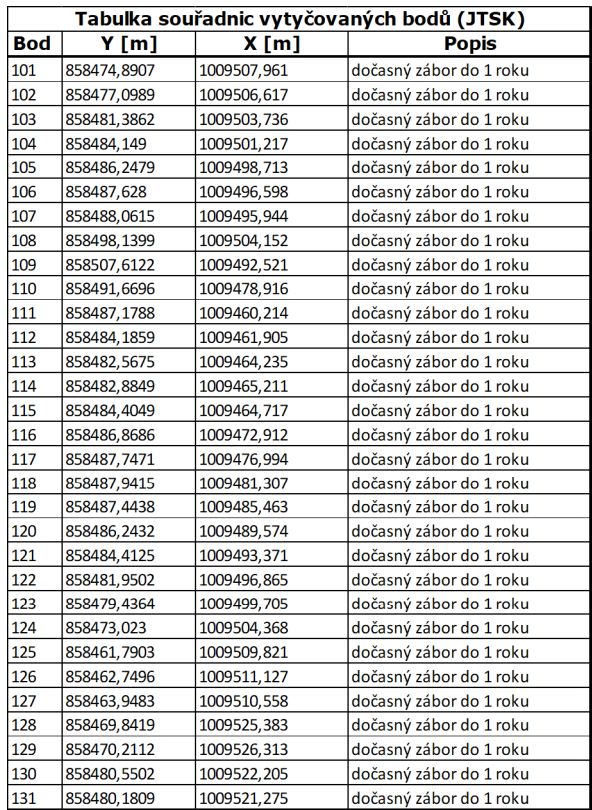 Tabulka souřadnic vytyčovaných bodů (JTSK)
Bod Y [m] X [m] Popis
101 858474,8907 1009507,961 dočasný zábor do 1 roku
102 858477,0989 1009506,617 dočasný zábor do 1 roku
103 858481,3862 1009503,736 dočasný zábor do 1 roku
104 858484,149 1009501,217 dočasný zábor do 1 roku
105 858486,2479 1009498,713 dočasný zábor do 1 roku
106 858487,628 1009496,598 dočasný zábor do 1 roku
107 858488,0615 1009495,944 dočasný zábor do 1 roku
108 858498,1399 1009504,152 dočasný zábor do 1 roku
109 858507,6122 1009492,521 dočasný zábor do 1 roku
110 858491,6696 1009478,916 dočasný zábor do 1 roku
111 858487,1788 1009460,214 dočasný zábor do 1 roku
112 858484,1859 1009461,905 dočasný zábor do 1 roku
113 858482,5675 1009464,235 dočasný zábor do 1 roku
114 858482,8849 1009465,211 dočasný zábor do 1 roku
115 858484,4049 1009464,717 dočasný zábor do 1 roku
116 858486,8686 1009472,912 dočasný zábor do 1 roku
117 858487,7471 1009476,994 dočasný zábor do 1 roku
118 858487,9415 1009481,307 dočasný zábor do 1 roku
119 858487,4438 1009485,463 dočasný zábor do 1 roku
120 858486,2432 1009489,574 dočasný zábor do 1 roku
121 858484,4125 1009493,371 dočasný zábor do 1 roku
122 858481,9502 1009496,865 dočasný zábor do 1 roku
123 858479,4364 1009499,705 dočasný zábor do 1 roku
124 858473,023 1009504,368 dočasný zábor do 1 roku
125 858461,7903 1009509,821 dočasný zábor do 1 roku
126 858462,7496 1009511,127 dočasný zábor do 1 roku
127 858463,9483 1009510,558 dočasný zábor do 1 roku
128 858469,8419 1009525,383 dočasný zábor do 1 roku
129 858470,2112 1009526,313 dočasný zábor do 1 roku
130 858480,5502 1009522,205 dočasný zábor do 1 roku
131 858480,1809 1009521,275 dočasný zábor do 1 roku